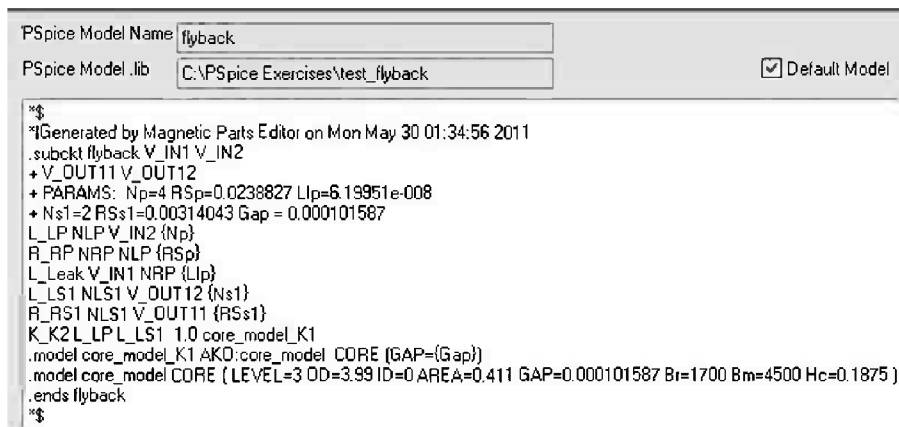 PSpice Model Name flyback
PSpice Model .lib C:\PSpice Exercises\test_flyback Default Model
*$
*|Generated by Magnetic Parts Editor on Mon May 30 01:34:56 2011
.subckt flyback V_IN1 V_IN2
+ V_OUT11 V_OUT12
+ PARAMS: Np=4 RSp=0.0238827 Llp=6.19951e-008
+ Ns1=2 RSs1=0.00314043 Gap = 0.000101587
L_LP NLP V_IN2 {Np}
R_RP NRP NLP {RSp}
L_Leak V_IN1 NRP {Llp}
L_LS1 NLS1 V_OUT12 {Ns1}
R_RS1 NLS1 V_OUT11 {RSs1}
K_K2 L_LP L_LS1 1.0 core_model_K1
.model core_model_K1 AKO:core_model CORE (GAP={Gap})
.model core_model CORE ( LEVEL=3 OD=3.99 ID=0 AREA=0.411 GAP=0.000101587 Br=1700 Bm=4500 Hc=0.1875 )
.ends flyback
*$